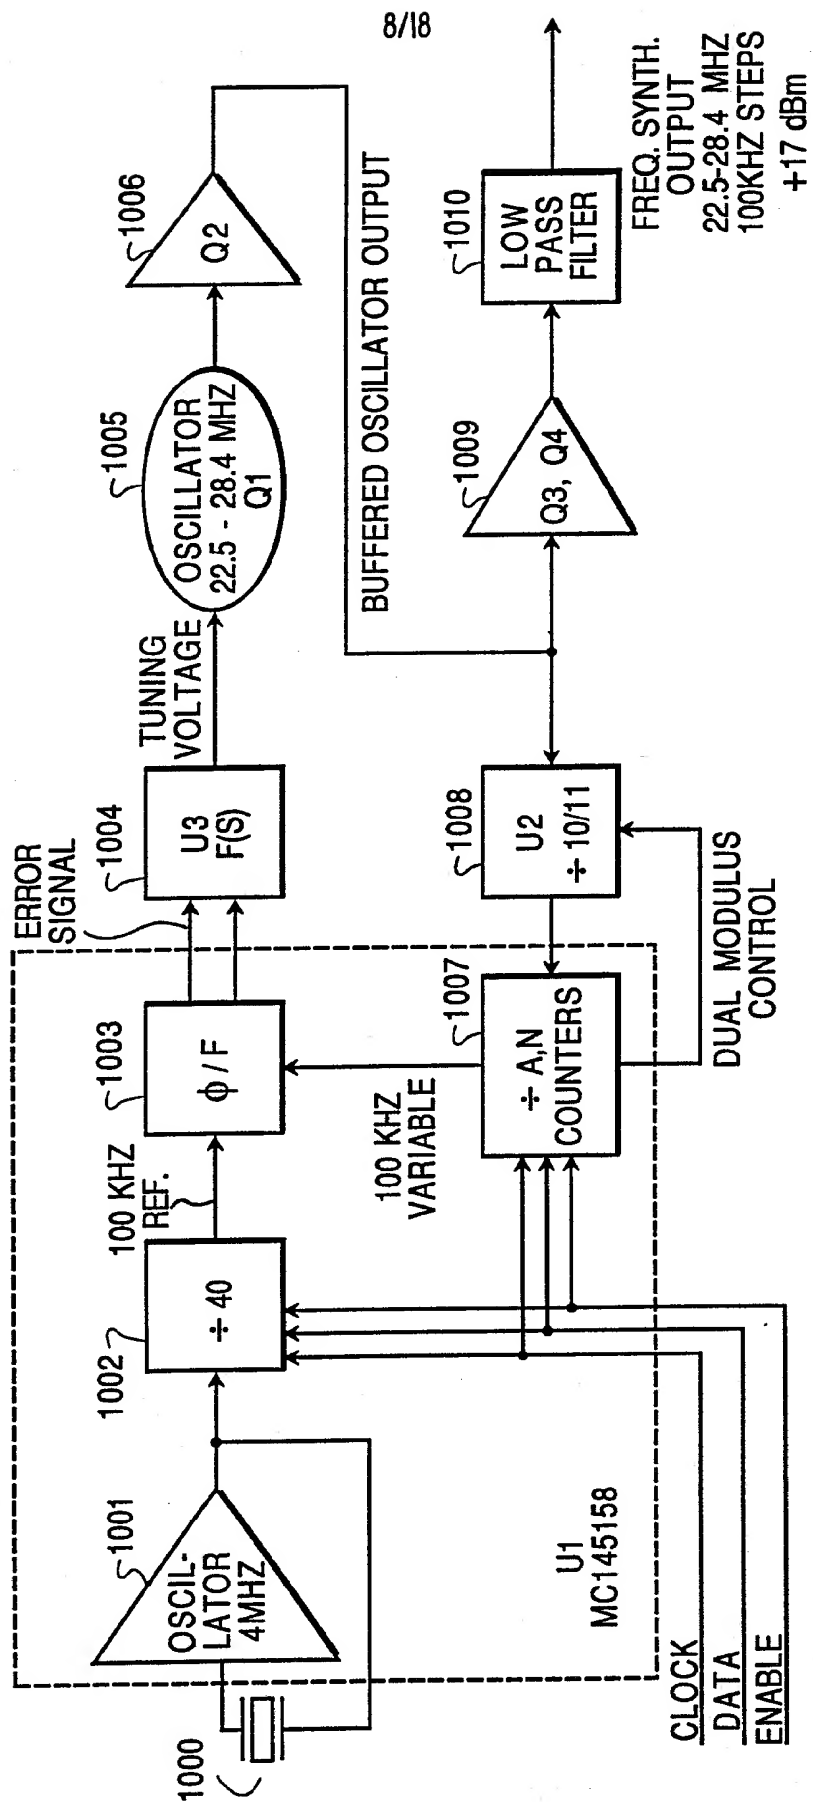 8/18
1000
1001
OSCIL-
LATOR
4MHZ
1002
÷ 40
100 KHZ
REF.
1003
ϕ / F
ERROR
SIGNAL
1004
U3
F(S)
TUNING
VOLTAGE
1005
OSCILLATOR
22.5 - 28.4 MHZ
Q1
1006
Q2
BUFFERED OSCILLATOR OUTPUT
100 KHZ
VARIABLE
1007
÷ A,N
COUNTERS
1008
U2
÷ 10/11
1009
Q3, Q4
1010
LOW
PASS
FILTER
FREQ. SYNTH.
OUTPUT
22.5-28.4 MHZ
100KHZ STEPS
+17 dBm
DUAL MODULUS
CONTROL
U1
MC145158
CLOCK
DATA
ENABLE